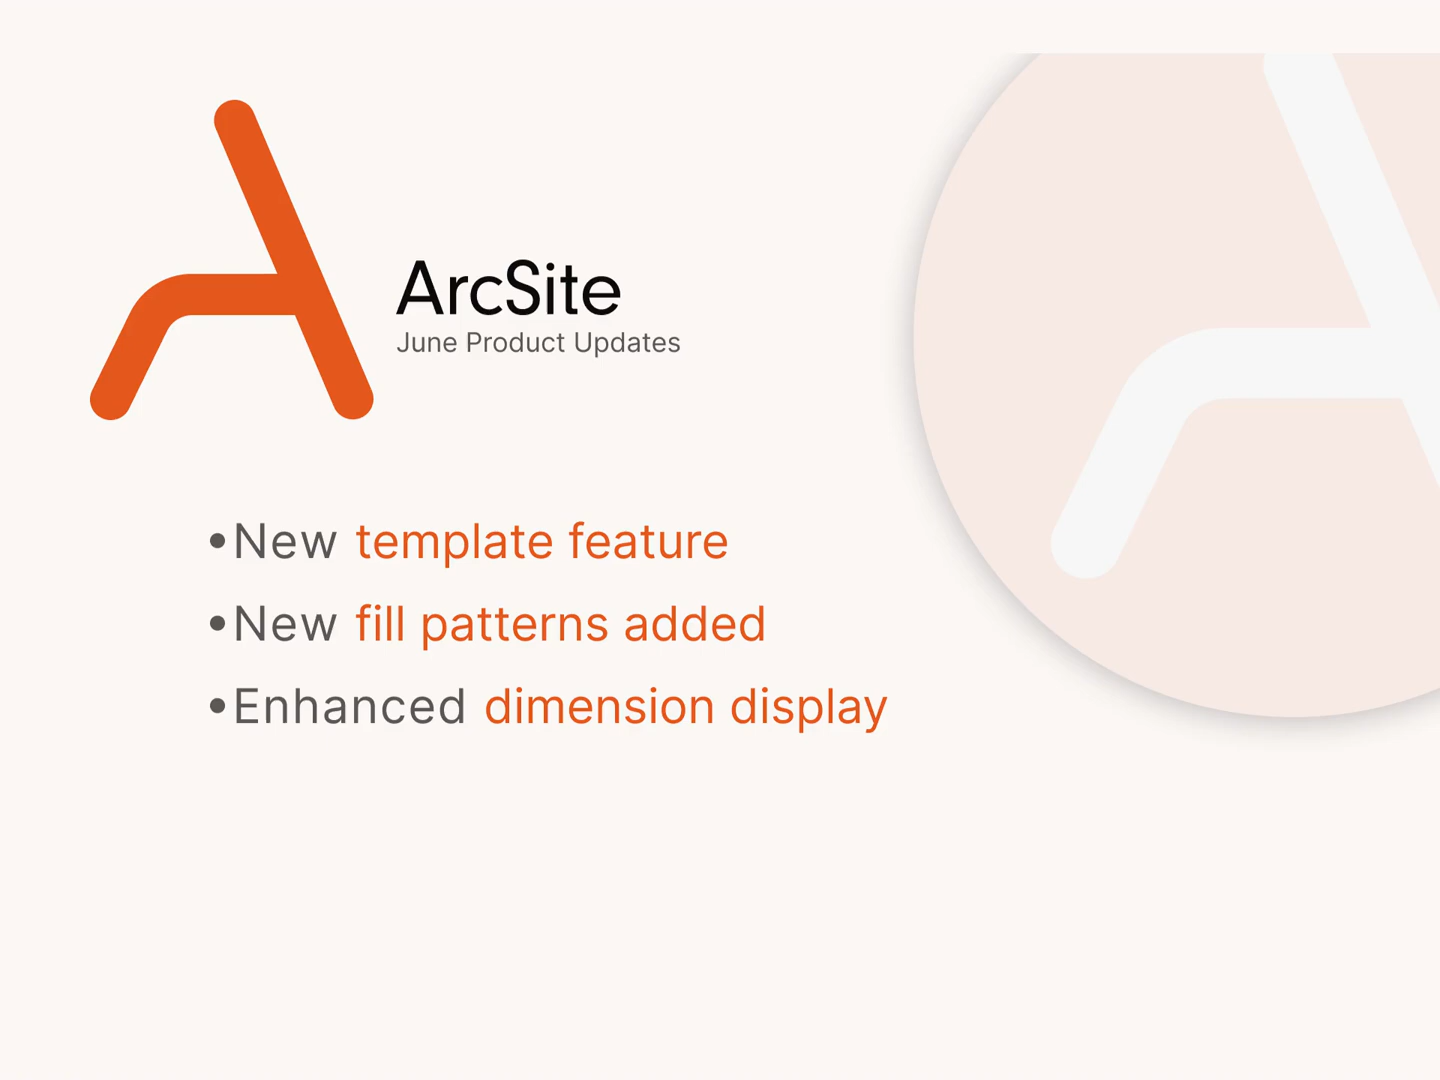 ArcSite
June Product Updates
•New template feature
•New fill patterns added
•Enhanced dimension display